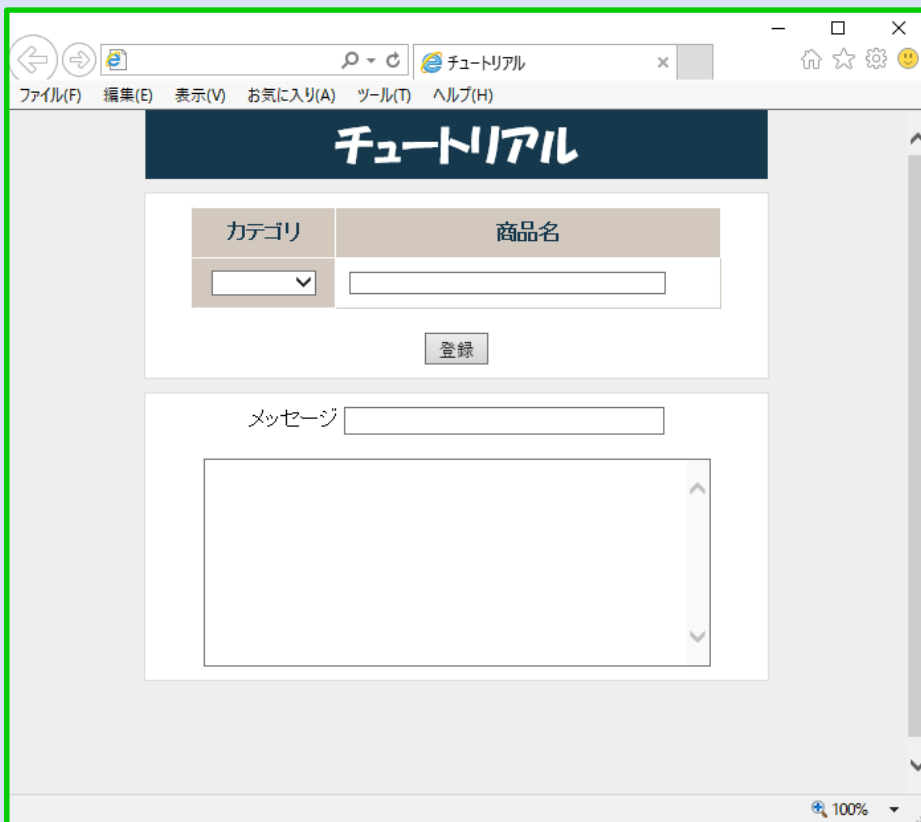 チュートリアル
ファイル(F) 編集(E) 表示(V) お気に入り(A) ツール(T) ヘルプ(H)
チュートリアル
カテゴリ 商品名
登録
メッセージ
100%